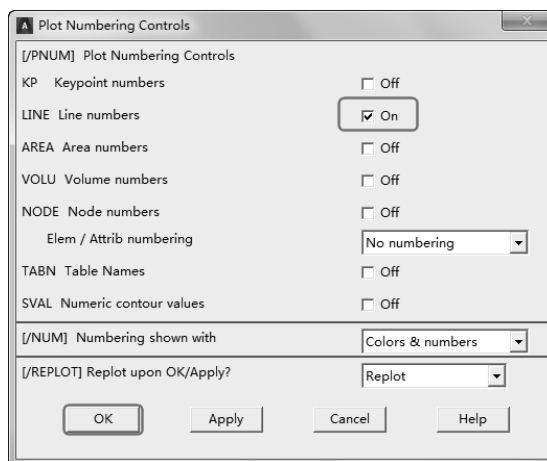 Plot Numbering Controls
[/PNUM] Plot Numbering Controls
KP Keypoint numbers Off
LINE Line numbers On
AREA Area numbers Off
VOLU Volume numbers Off
NODE Node numbers Off
Elem / Attrib numbering No numbering
TABN Table Names Off
SVAL Numeric contour values Off
[/NUM] Numbering shown with Colors & numbers
[/REPLOT] Replot upon OK/Apply? Replot
OK Apply Cancel Help